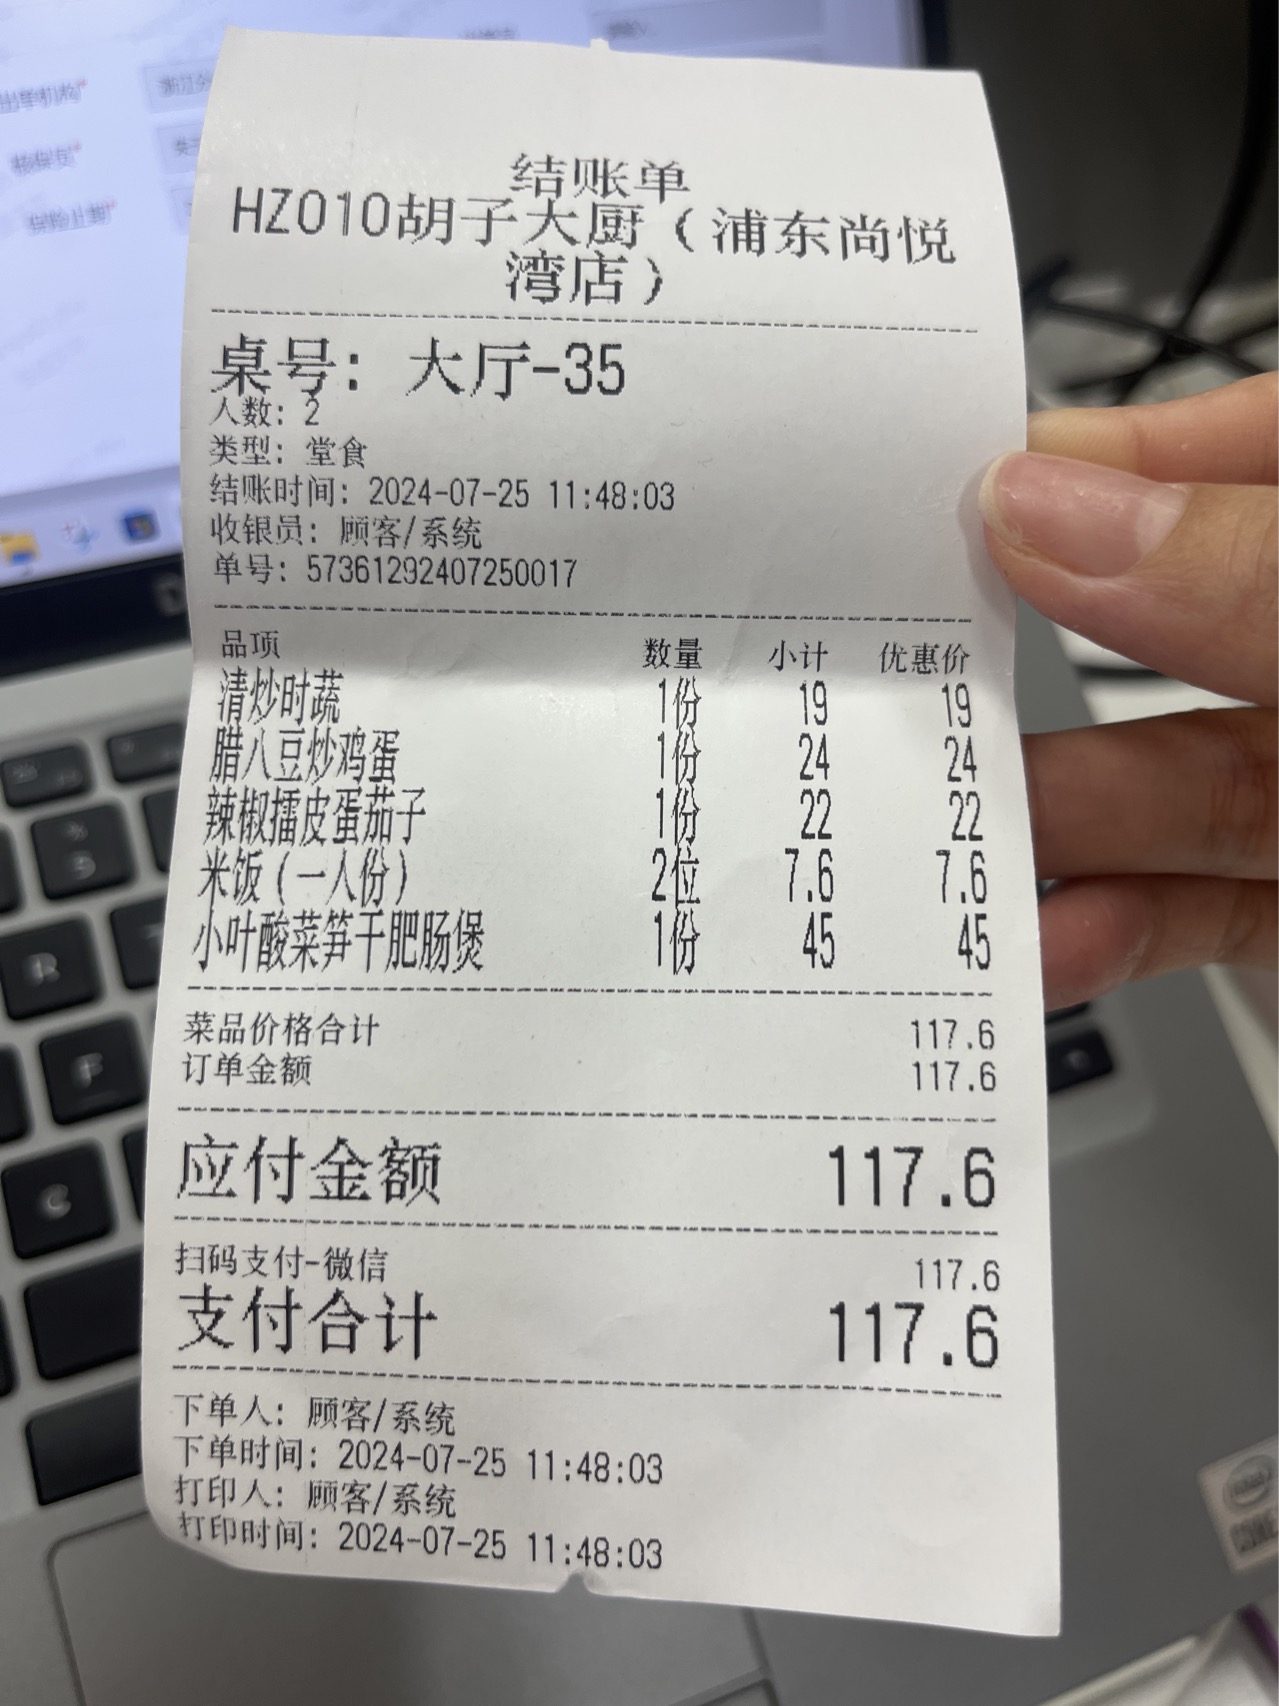 结账单
HZ010胡子大厨（浦东尚悦
湾店）
桌号：大厅-35
人数：2
类型：堂食
结账时间：2024-07-25 11:48:03
收银员：顾客/系统
单号：57361292407250017
品项 数量 小计 优惠价
清炒时蔬 1份 19 19
腊八豆炒鸡蛋 1份 24 24
辣椒擂皮蛋茄子 1份 22 22
米饭（一人份） 2位 7.6 7.6
小叶酸菜笋干肥肠煲 1份 45 45
菜品价格合计 117.6
订单金额 117.6
应付金额 117.6
扫码支付-微信 117.6
支付合计 117.6
下单人：顾客/系统
下单时间：2024-07-25 11:48:03
打印人：顾客/系统
打印时间：2024-07-25 11:48:03
R
F
C